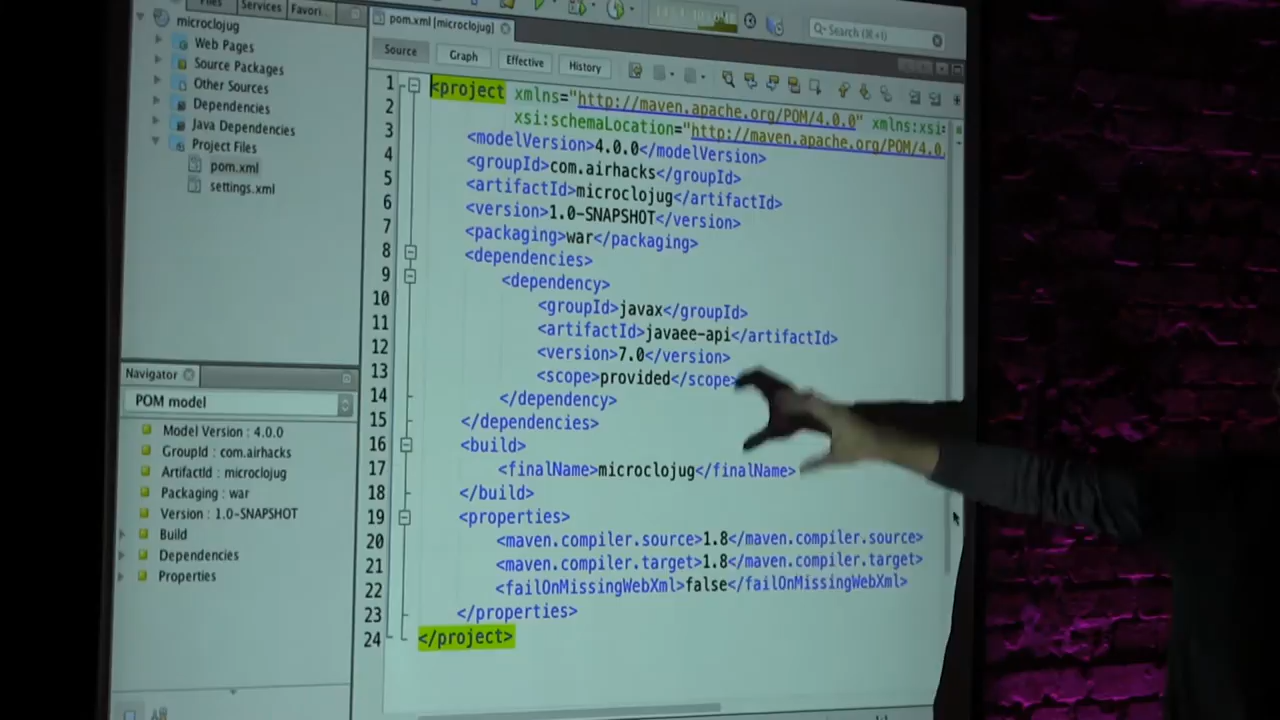 Files Services Favori...
microclojug
Web Pages
Source Packages
Other Sources
Dependencies
Java Dependencies
Project Files
pom.xml
settings.xml
Navigator
POM model
Model Version : 4.0.0
GroupId : com.airhacks
ArtifactId : microclojug
Packaging : war
Version : 1.0-SNAPSHOT
Build
Dependencies
Properties
pom.xml [microclojug]
Search (⌘+I)
Source Graph Effective History
1 <project xmlns="http://maven.apache.org/POM/4.0.0" xmlns:xsi=
2 xsi:schemaLocation="http://maven.apache.org/POM/4.0.
3 <modelVersion>4.0.0</modelVersion>
4 <groupId>com.airhacks</groupId>
5 <artifactId>microclojug</artifactId>
6 <version>1.0-SNAPSHOT</version>
7 <packaging>war</packaging>
8 <dependencies>
9 <dependency>
10 <groupId>javax</groupId>
11 <artifactId>javaee-api</artifactId>
12 <version>7.0</version>
13 <scope>provided</scope>
14 </dependency>
15 </dependencies>
16 <build>
17 <finalName>microclojug</finalName>
18 </build>
19 <properties>
20 <maven.compiler.source>1.8</maven.compiler.source>
21 <maven.compiler.target>1.8</maven.compiler.target>
22 <failOnMissingWebXml>false</failOnMissingWebXml>
23 </properties>
24 </project>